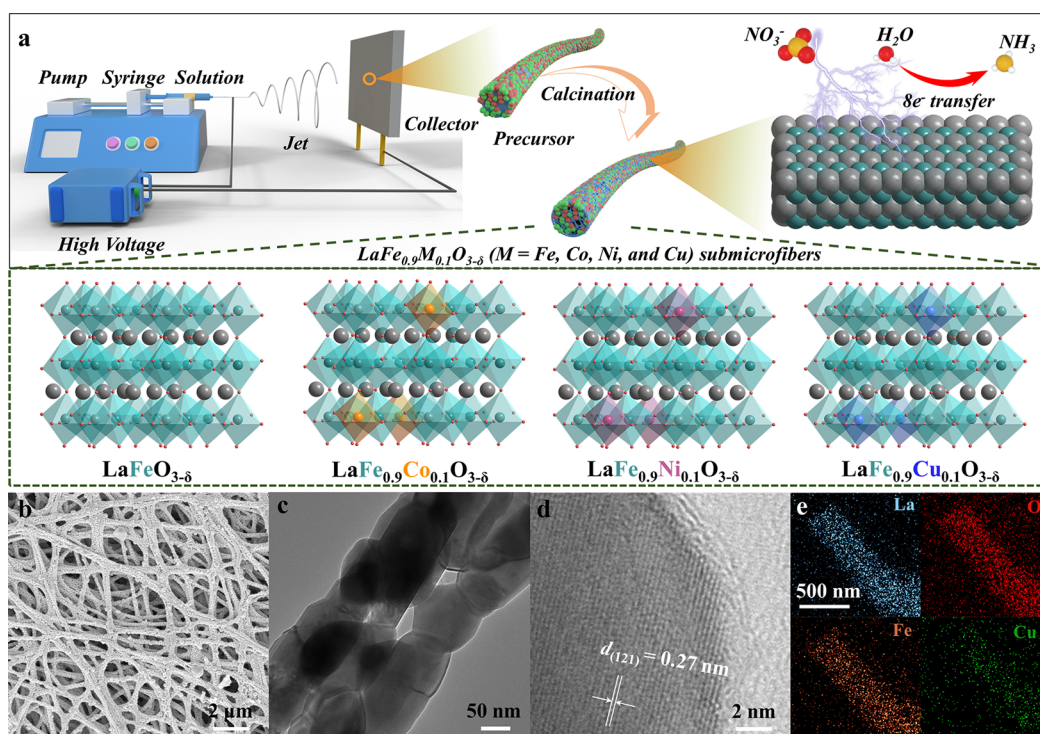 a
NO₃⁻
H₂O
NH₃
8e⁻ transfer
Pump Syringe Solution
Jet
Collector
Calcination
Precursor
High Voltage
LaFe₀.₉M₀.₁O₃₋δ (M = Fe, Co, Ni, and Cu) submicrofibers
LaFeO₃₋δ
LaFe₀.₉Co₀.₁O₃₋δ
LaFe₀.₉Ni₀.₁O₃₋δ
LaFe₀.₉Cu₀.₁O₃₋δ
b
2 μm
c
50 nm
d
d₍₁₂₁₎ = 0.27 nm
2 nm
e
La
O
500 nm
Fe
Cu